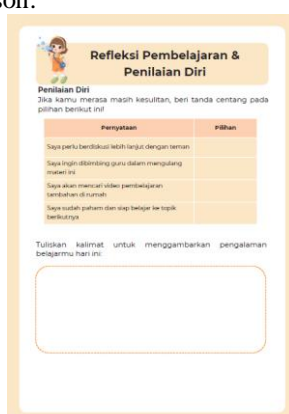 Refleksi Pembelajaran &
Penilaian Diri
Penilaian Diri
Jika kamu merasa masih kesulitan, beri tanda centang pada
pilihan berikut ini!
Pernyataan Pilihan
Saya perlu berdiskusi lebih lanjut dengan teman
Saya ingin dibimbing guru dalam mengulang
materi ini
Saya akan mencari video pembelajaran
tambahan di rumah
Saya sudah paham dan siap belajar ke topik
berikutnya
Tuliskan kalimat untuk menggambarkan pengalaman
belajarmu hari ini: